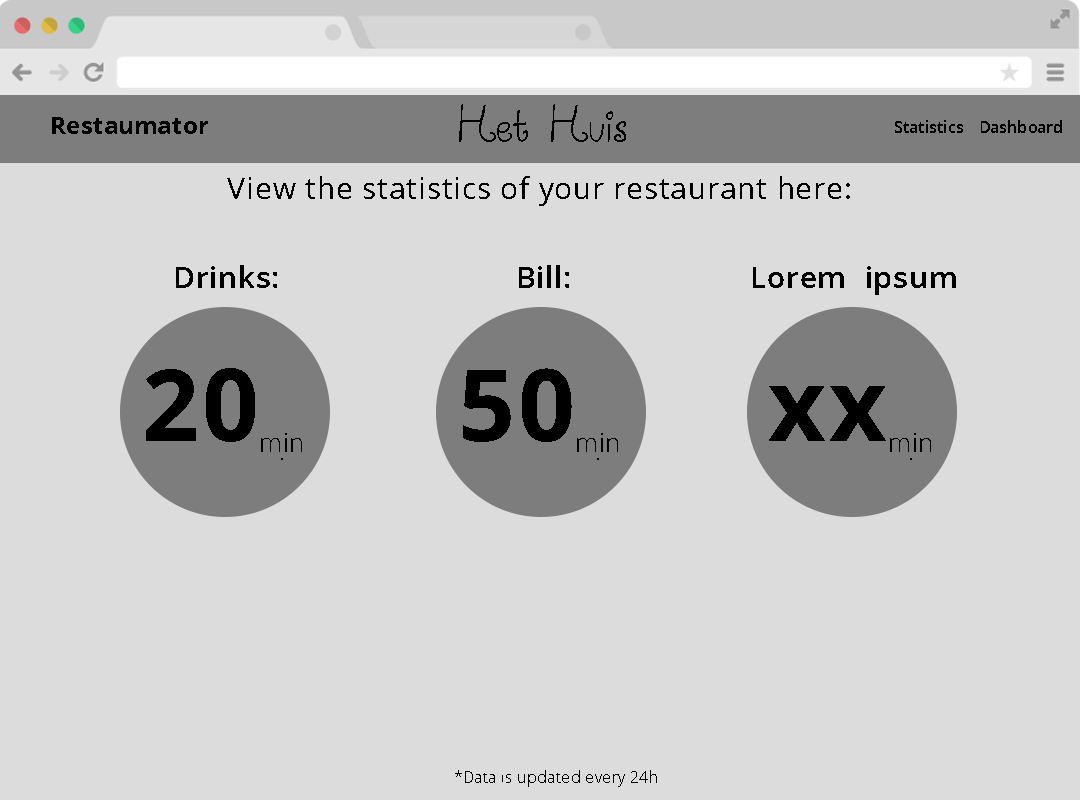 Restaumator Het Huis Statistics Dashboard
View the statistics of your restaurant here:
Drinks: Bill: Lorem ipsum
20 min. 50 min. xx min.
*Data is updated every 24h